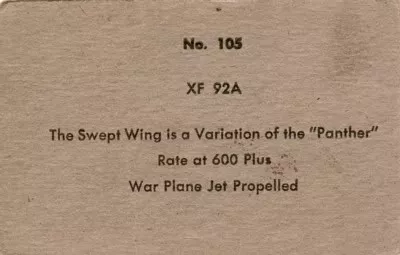 No. 105
XF 92A
The Swept Wing is a Variation of the "Panther"
Rate at 600 Plus
War Plane Jet Propelled